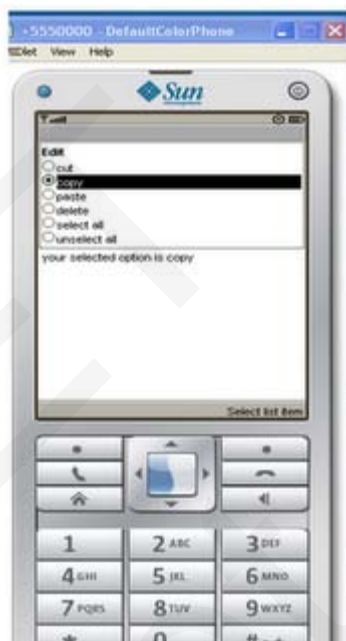 +5550000 - DefaultColorPhone
MIDlet View Help
Sun
Edit
cut
copy
paste
delete
select all
unselect all
your selected option is copy
Select list item
1 2 ABC 3 DEF
4 GHI 5 JKL 6 MNO
7 PQRS 8 TUV 9 WXYZ
* 0 #